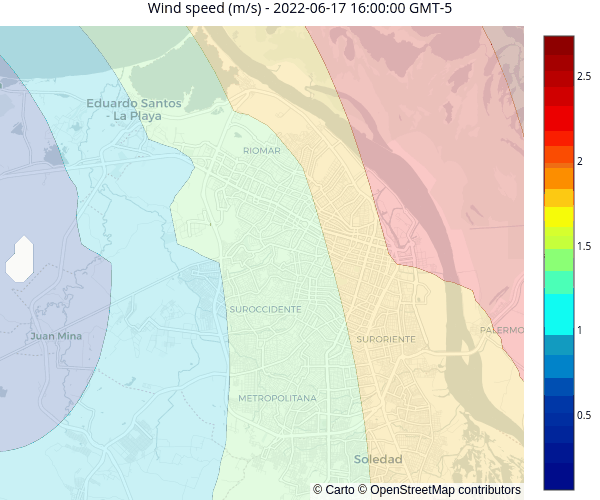 Wind speed (m/s) - 2022-06-17 16:00:00 GMT-5
Eduardo Santos
- La Playa
RIOMAR
Juan Mina
SUROCCIDENTE
SURORIENTE
PALERMO
METROPOLITANA
Soledad
© Carto © OpenStreetMap contributors
2.5
2
1.5
1
0.5